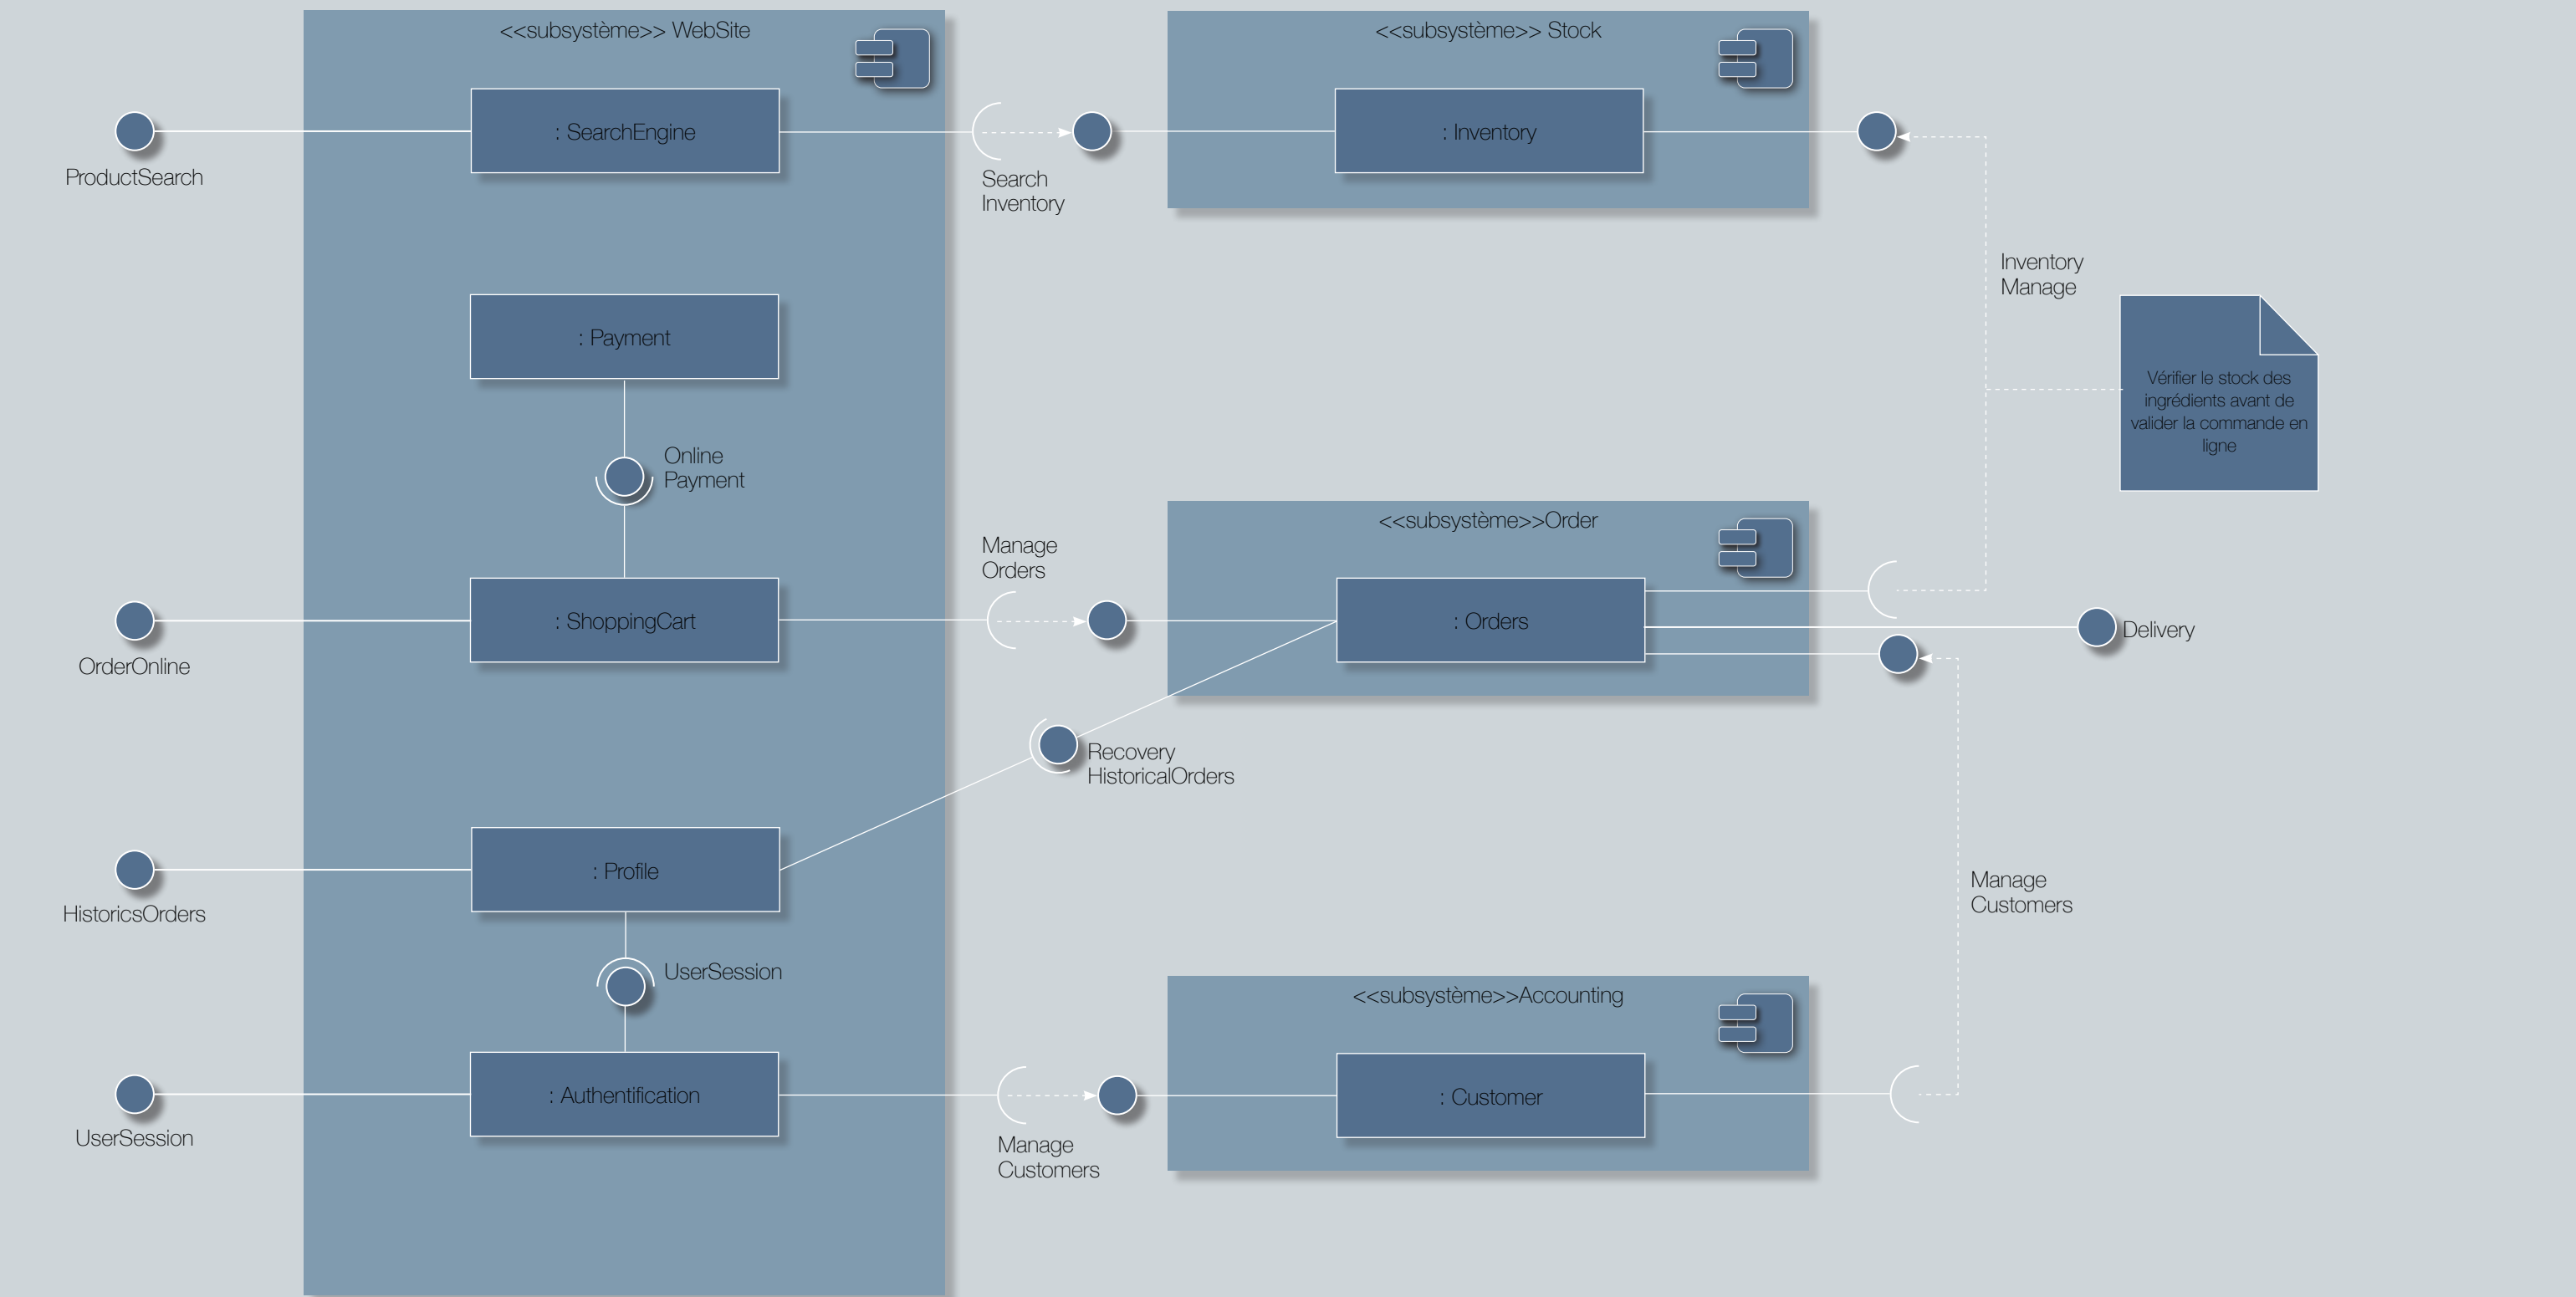 <<subsystème>> WebSite
<<subsystème>> Stock
: SearchEngine
: Inventory
ProductSearch
Search
Inventory
Inventory
Manage
: Payment
Vérifier le stock des
ingrédients avant de
valider la commande en
ligne
Online
Payment
<<subsystème>>Order
Manage
Orders
: ShoppingCart
: Orders
Delivery
OrderOnline
Recovery
HistoricalOrders
: Profile
HistoricsOrders
Manage
Customers
UserSession
<<subsystème>>Accounting
: Authentification
: Customer
UserSession
Manage
Customers